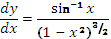 dy/dx = sin⁻¹ x / (1 − x²)^(3/2)